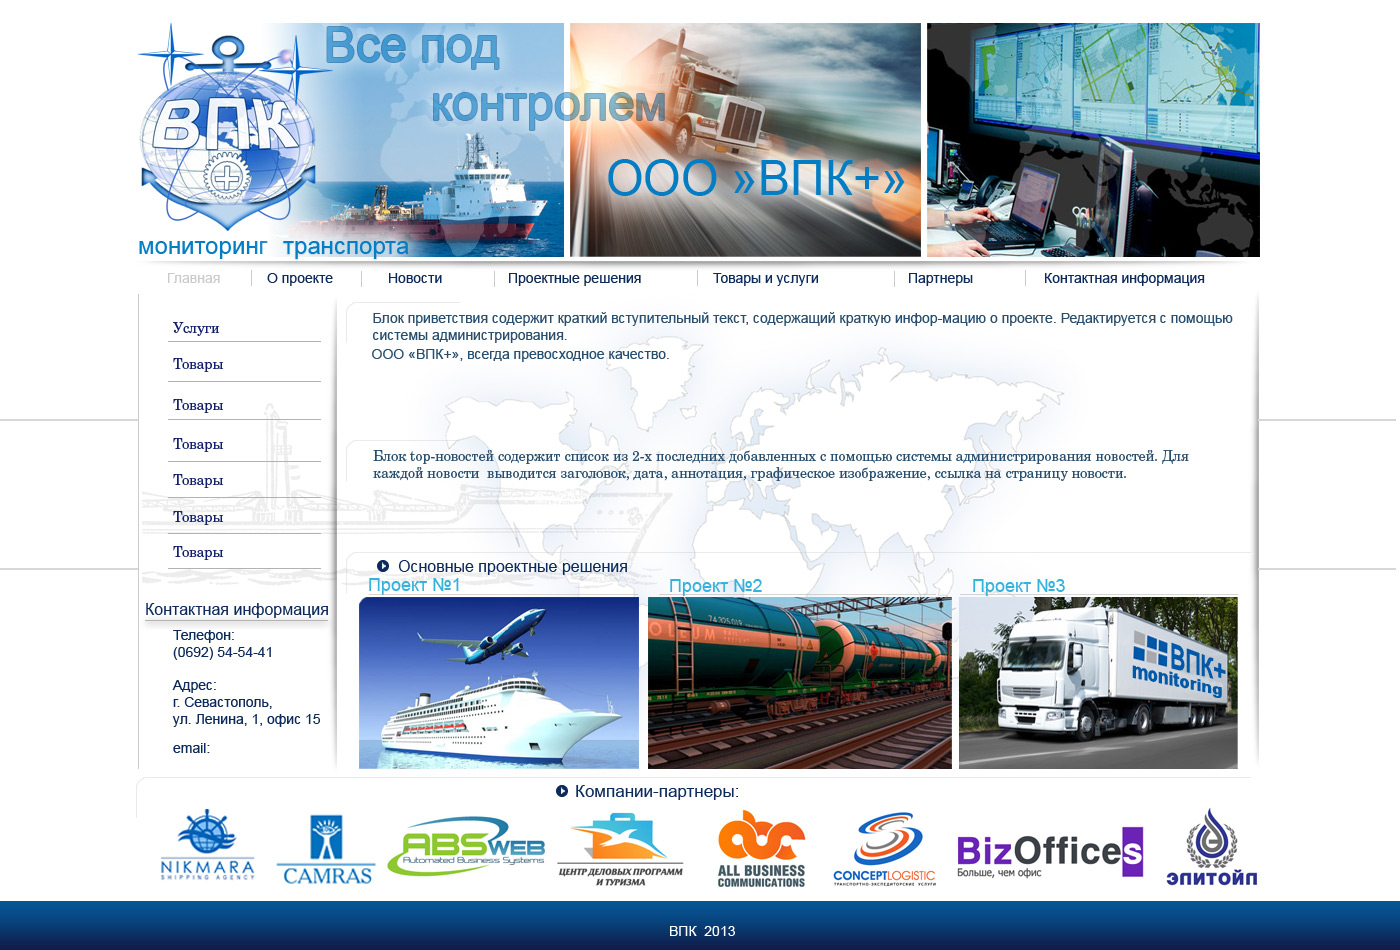 Все под
контролем
ВПК
ООО »ВПК+»
мониторинг транспорта
Главная
О проекте
Новости
Проектные решения
Товары и услуги
Партнеры
Контактная информация
Услуги
Товары
Товары
Товары
Товары
Товары
Товары
Контактная информация
Телефон:
(0692) 54-54-41
Адрес:
г. Севастополь,
ул. Ленина, 1, офис 15
email:
Блок приветствия содержит краткий вступительный текст, содержащий краткую инфор-мацию о проекте. Редактируется с помощью
системы администрирования.
ООО «ВПК+», всегда превосходное качество.
Блок top-новостей содержит список из 2-х последних добавленных с помощью системы администрирования новостей. Для
каждой новости выводится заголовок, дата, аннотация, графическое изображение, ссылка на страницу новости.
Основные проектные решения
Проект №1
Проект №2
Проект №3
ВПК+
monitoring
Компании-партнеры:
NIKMARA
SHIPPING AGENCY
CAMRAS
ABSWEB
Automated Business Systems
ЦЕНТР ДЕЛОВЫХ ПРОГРАММ
И ТУРИЗМА
abc
ALL BUSINESS
COMMUNICATIONS
CONCEPTLOGISTIC
ТРАНСПОРТНО-ЭКСПЕДИТОРСКИЕ УСЛУГИ
BizOffices
Больше, чем офис
ЭПИТОЙЛ
ВПК 2013